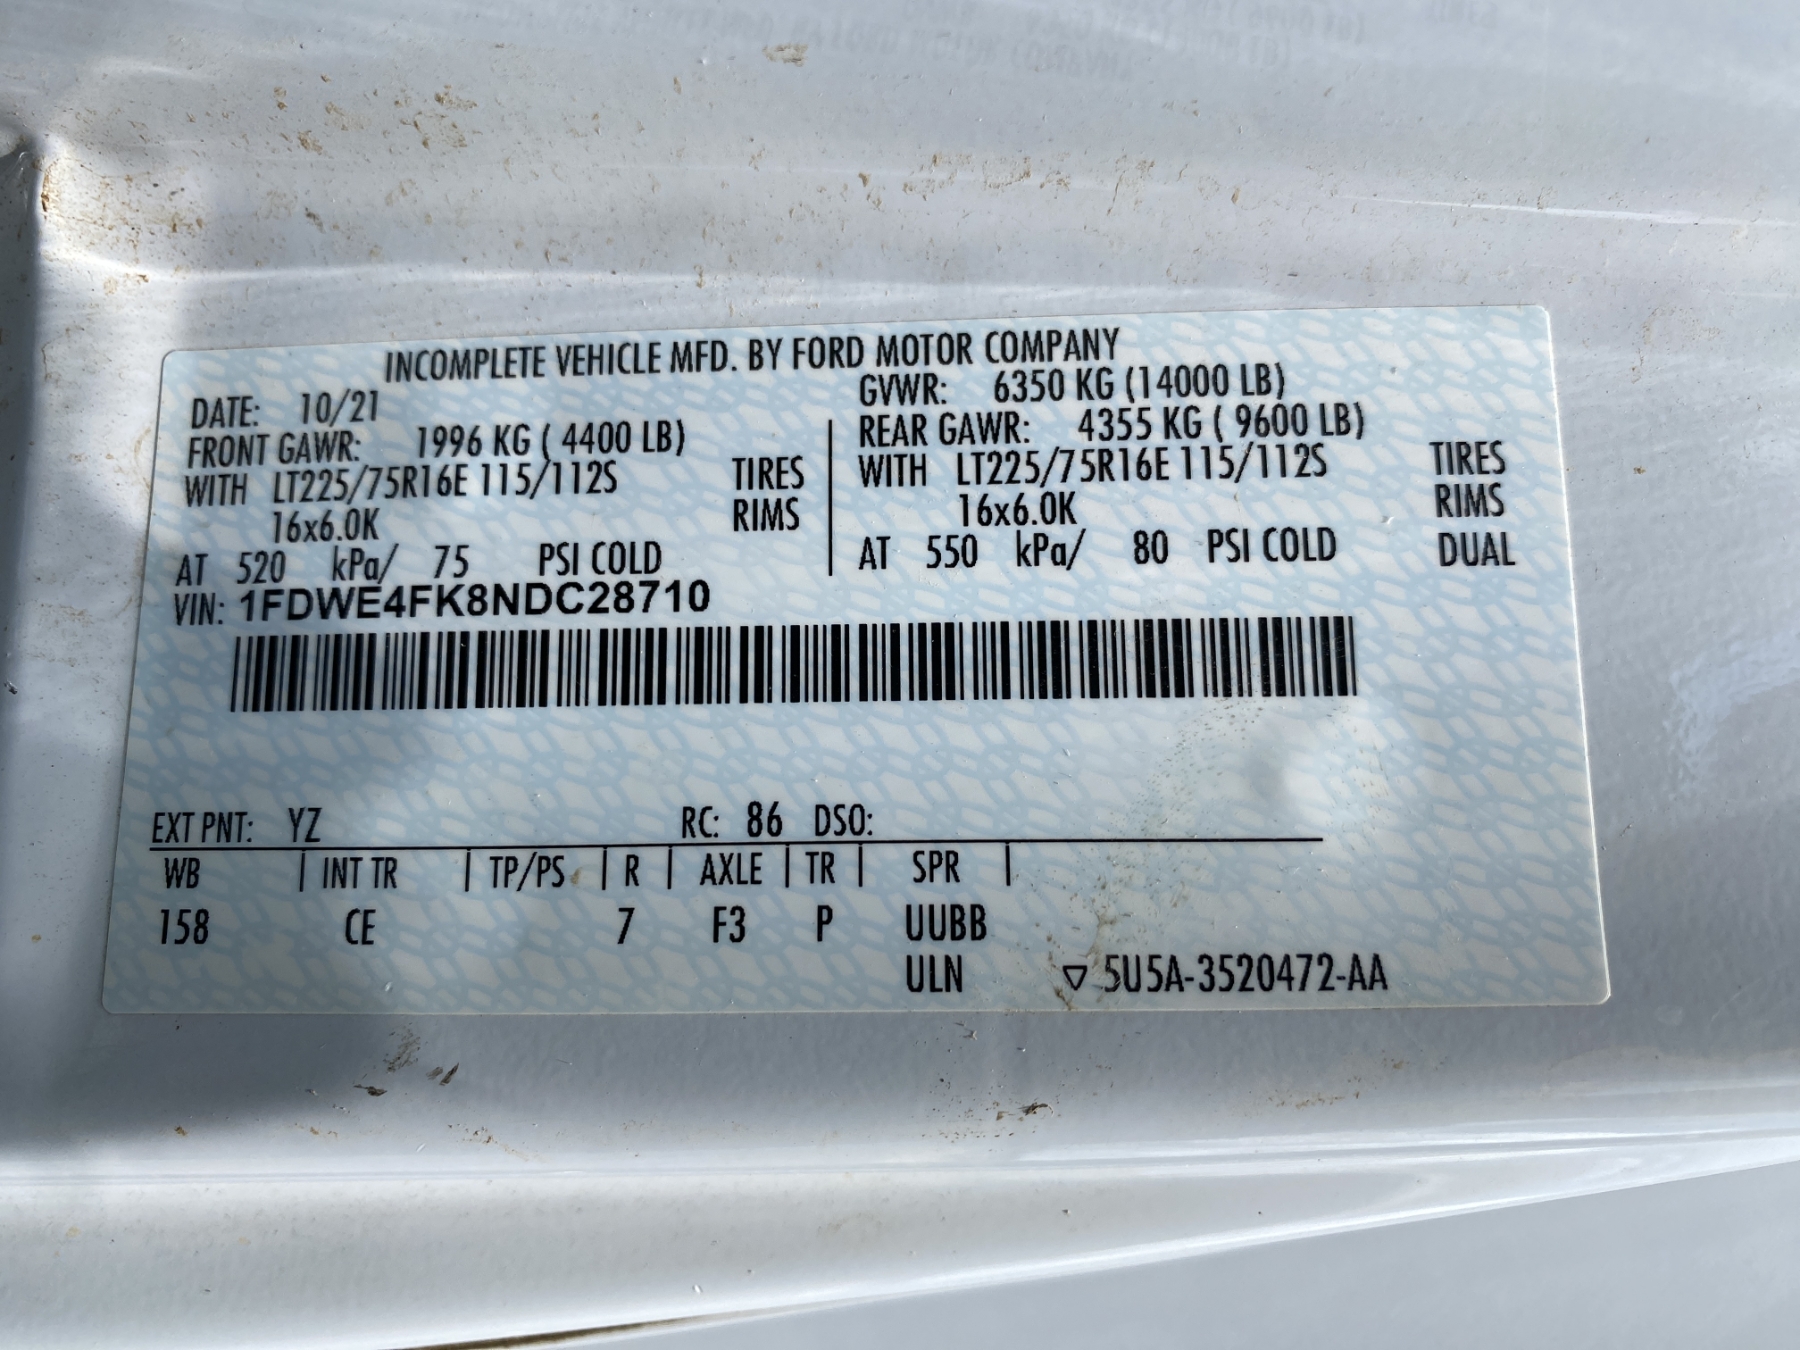 INCOMPLETE VEHICLE MFD. BY FORD MOTOR COMPANY
DATE: 10/21 GVWR: 6350 KG (14000 LB)
FRONT GAWR: 1996 KG ( 4400 LB) REAR GAWR: 4355 KG ( 9600 LB)
WITH LT225/75R16E 115/112S TIRES WITH LT225/75R16E 115/112S TIRES
16x6.0K RIMS 16x6.0K RIMS
AT 520 kPa/ 75 PSI COLD AT 550 kPa/ 80 PSI COLD DUAL
VIN: 1FDWE4FK8NDC28710
EXT PNT: YZ RC: 86 DSO:
WB | INT TR | TP/PS | R | AXLE | TR | SPR |
158 CE 7 F3 P UUBB
ULN ▽ 5U5A-3520472-AA